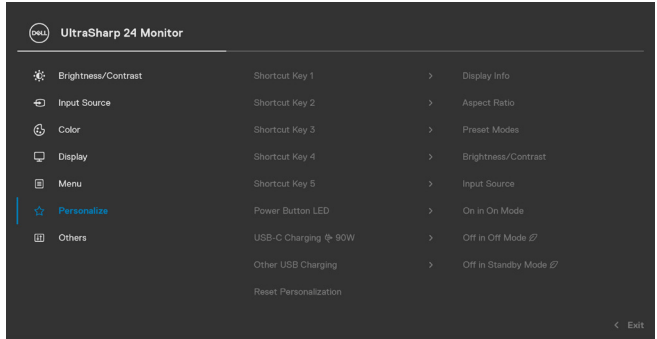 DELL UltraSharp 24 Monitor
Brightness/Contrast Shortcut Key 1 > Display Info
Input Source Shortcut Key 2 > Aspect Ratio
Color Shortcut Key 3 > Preset Modes
Display Shortcut Key 4 > Brightness/Contrast
Menu Shortcut Key 5 > Input Source
Personalize Power Button LED > On in On Mode
Others USB-C Charging 90W > Off in Off Mode
Other USB Charging > Off in Standby Mode
Reset Personalization
< Exit